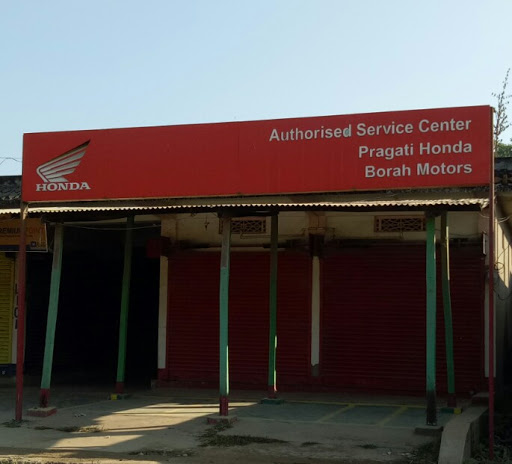 Authorised Service Center
Pragati Honda
Borah Motors
HONDA